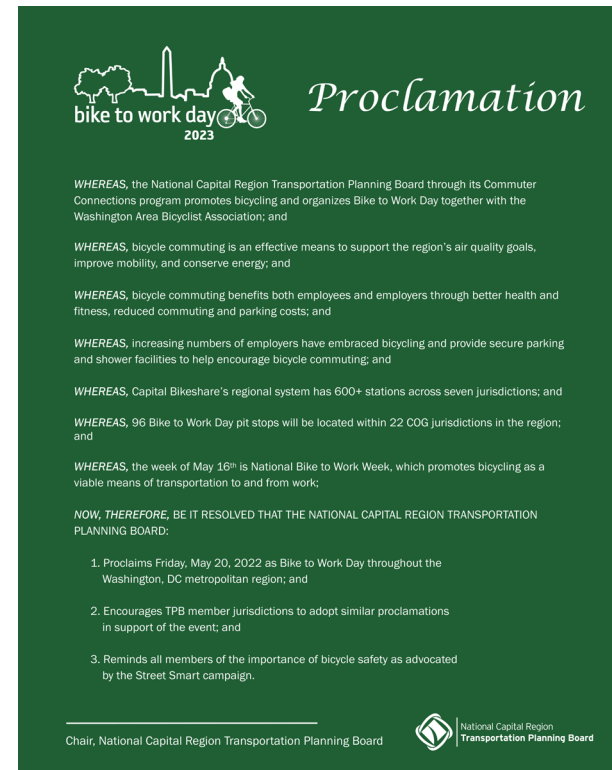 bike to work day
2023
Proclamation
WHEREAS, the National Capital Region Transportation Planning Board through its Commuter
Connections program promotes bicycling and organizes Bike to Work Day together with the
Washington Area Bicyclist Association; and
WHEREAS, bicycle commuting is an effective means to support the region’s air quality goals,
improve mobility, and conserve energy; and
WHEREAS, bicycle commuting benefits both employees and employers through better health and
fitness, reduced commuting and parking costs; and
WHEREAS, increasing numbers of employers have embraced bicycling and provide secure parking
and shower facilities to help encourage bicycle commuting; and
WHEREAS, Capital Bikeshare’s regional system has 600+ stations across seven jurisdictions; and
WHEREAS, 96 Bike to Work Day pit stops will be located within 22 COG jurisdictions in the region;
and
WHEREAS, the week of May 16th is National Bike to Work Week, which promotes bicycling as a
viable means of transportation to and from work;
NOW, THEREFORE, BE IT RESOLVED THAT THE NATIONAL CAPITAL REGION TRANSPORTATION
PLANNING BOARD:
1. Proclaims Friday, May 20, 2022 as Bike to Work Day throughout the
Washington, DC metropolitan region; and
2. Encourages TPB member jurisdictions to adopt similar proclamations
in support of the event; and
3. Reminds all members of the importance of bicycle safety as advocated
by the Street Smart campaign.
Chair, National Capital Region Transportation Planning Board
National Capital Region
Transportation Planning Board